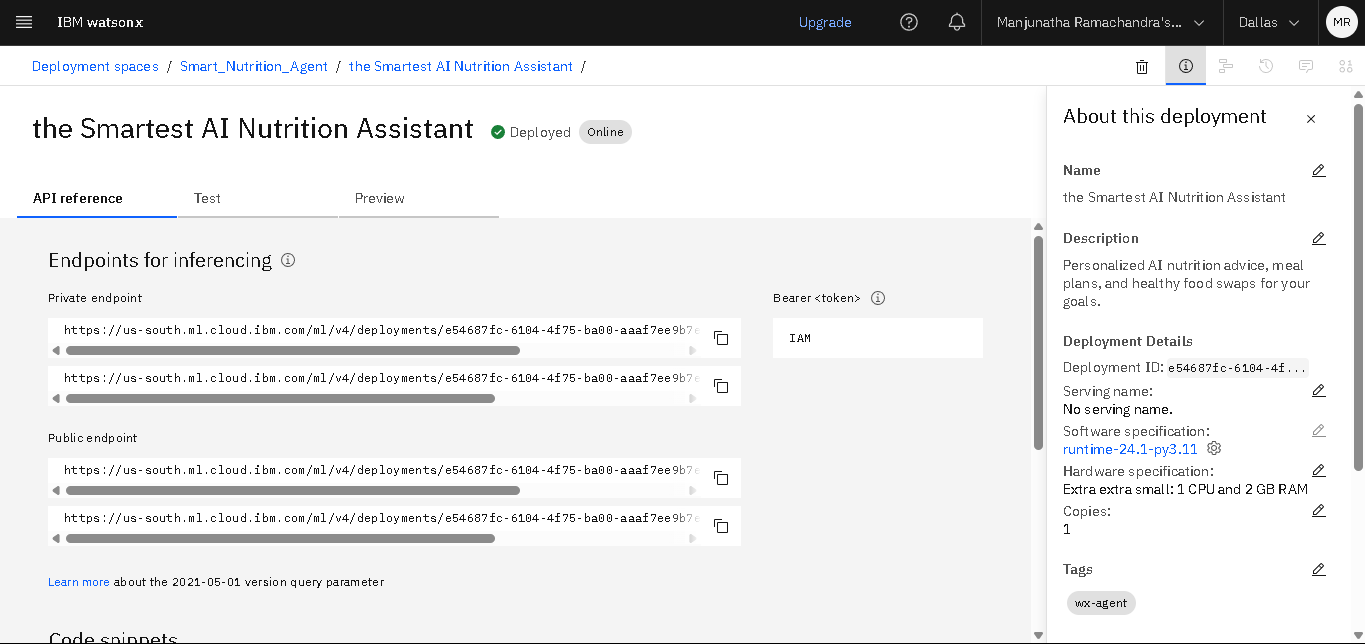 IBM watsonx
Upgrade
Manjunatha Ramachandra's...
Dallas
MR
Deployment spaces / Smart_Nutrition_Agent / the Smartest AI Nutrition Assistant /
the Smartest AI Nutrition Assistant
Deployed
Online
API reference
Test
Preview
Endpoints for inferencing
Private endpoint
https://us-south.ml.cloud.ibm.com/ml/v4/deployments/e54687fc-6104-4f75-ba00-aaaf7ee9b7e
https://us-south.ml.cloud.ibm.com/ml/v4/deployments/e54687fc-6104-4f75-ba00-aaaf7ee9b7e
Bearer <token>
IAM
Public endpoint
https://us-south.ml.cloud.ibm.com/ml/v4/deployments/e54687fc-6104-4f75-ba00-aaaf7ee9b7e
https://us-south.ml.cloud.ibm.com/ml/v4/deployments/e54687fc-6104-4f75-ba00-aaaf7ee9b7e
Learn more about the 2021-05-01 version query parameter
Code snippets
About this deployment
Name
the Smartest AI Nutrition Assistant
Description
Personalized AI nutrition advice, meal
plans, and healthy food swaps for your
goals.
Deployment Details
Deployment ID: e54687fc-6104-4f...
Serving name:
No serving name.
Software specification:
runtime-24.1-py3.11
Hardware specification:
Extra extra small: 1 CPU and 2 GB RAM
Copies:
1
Tags
wx-agent